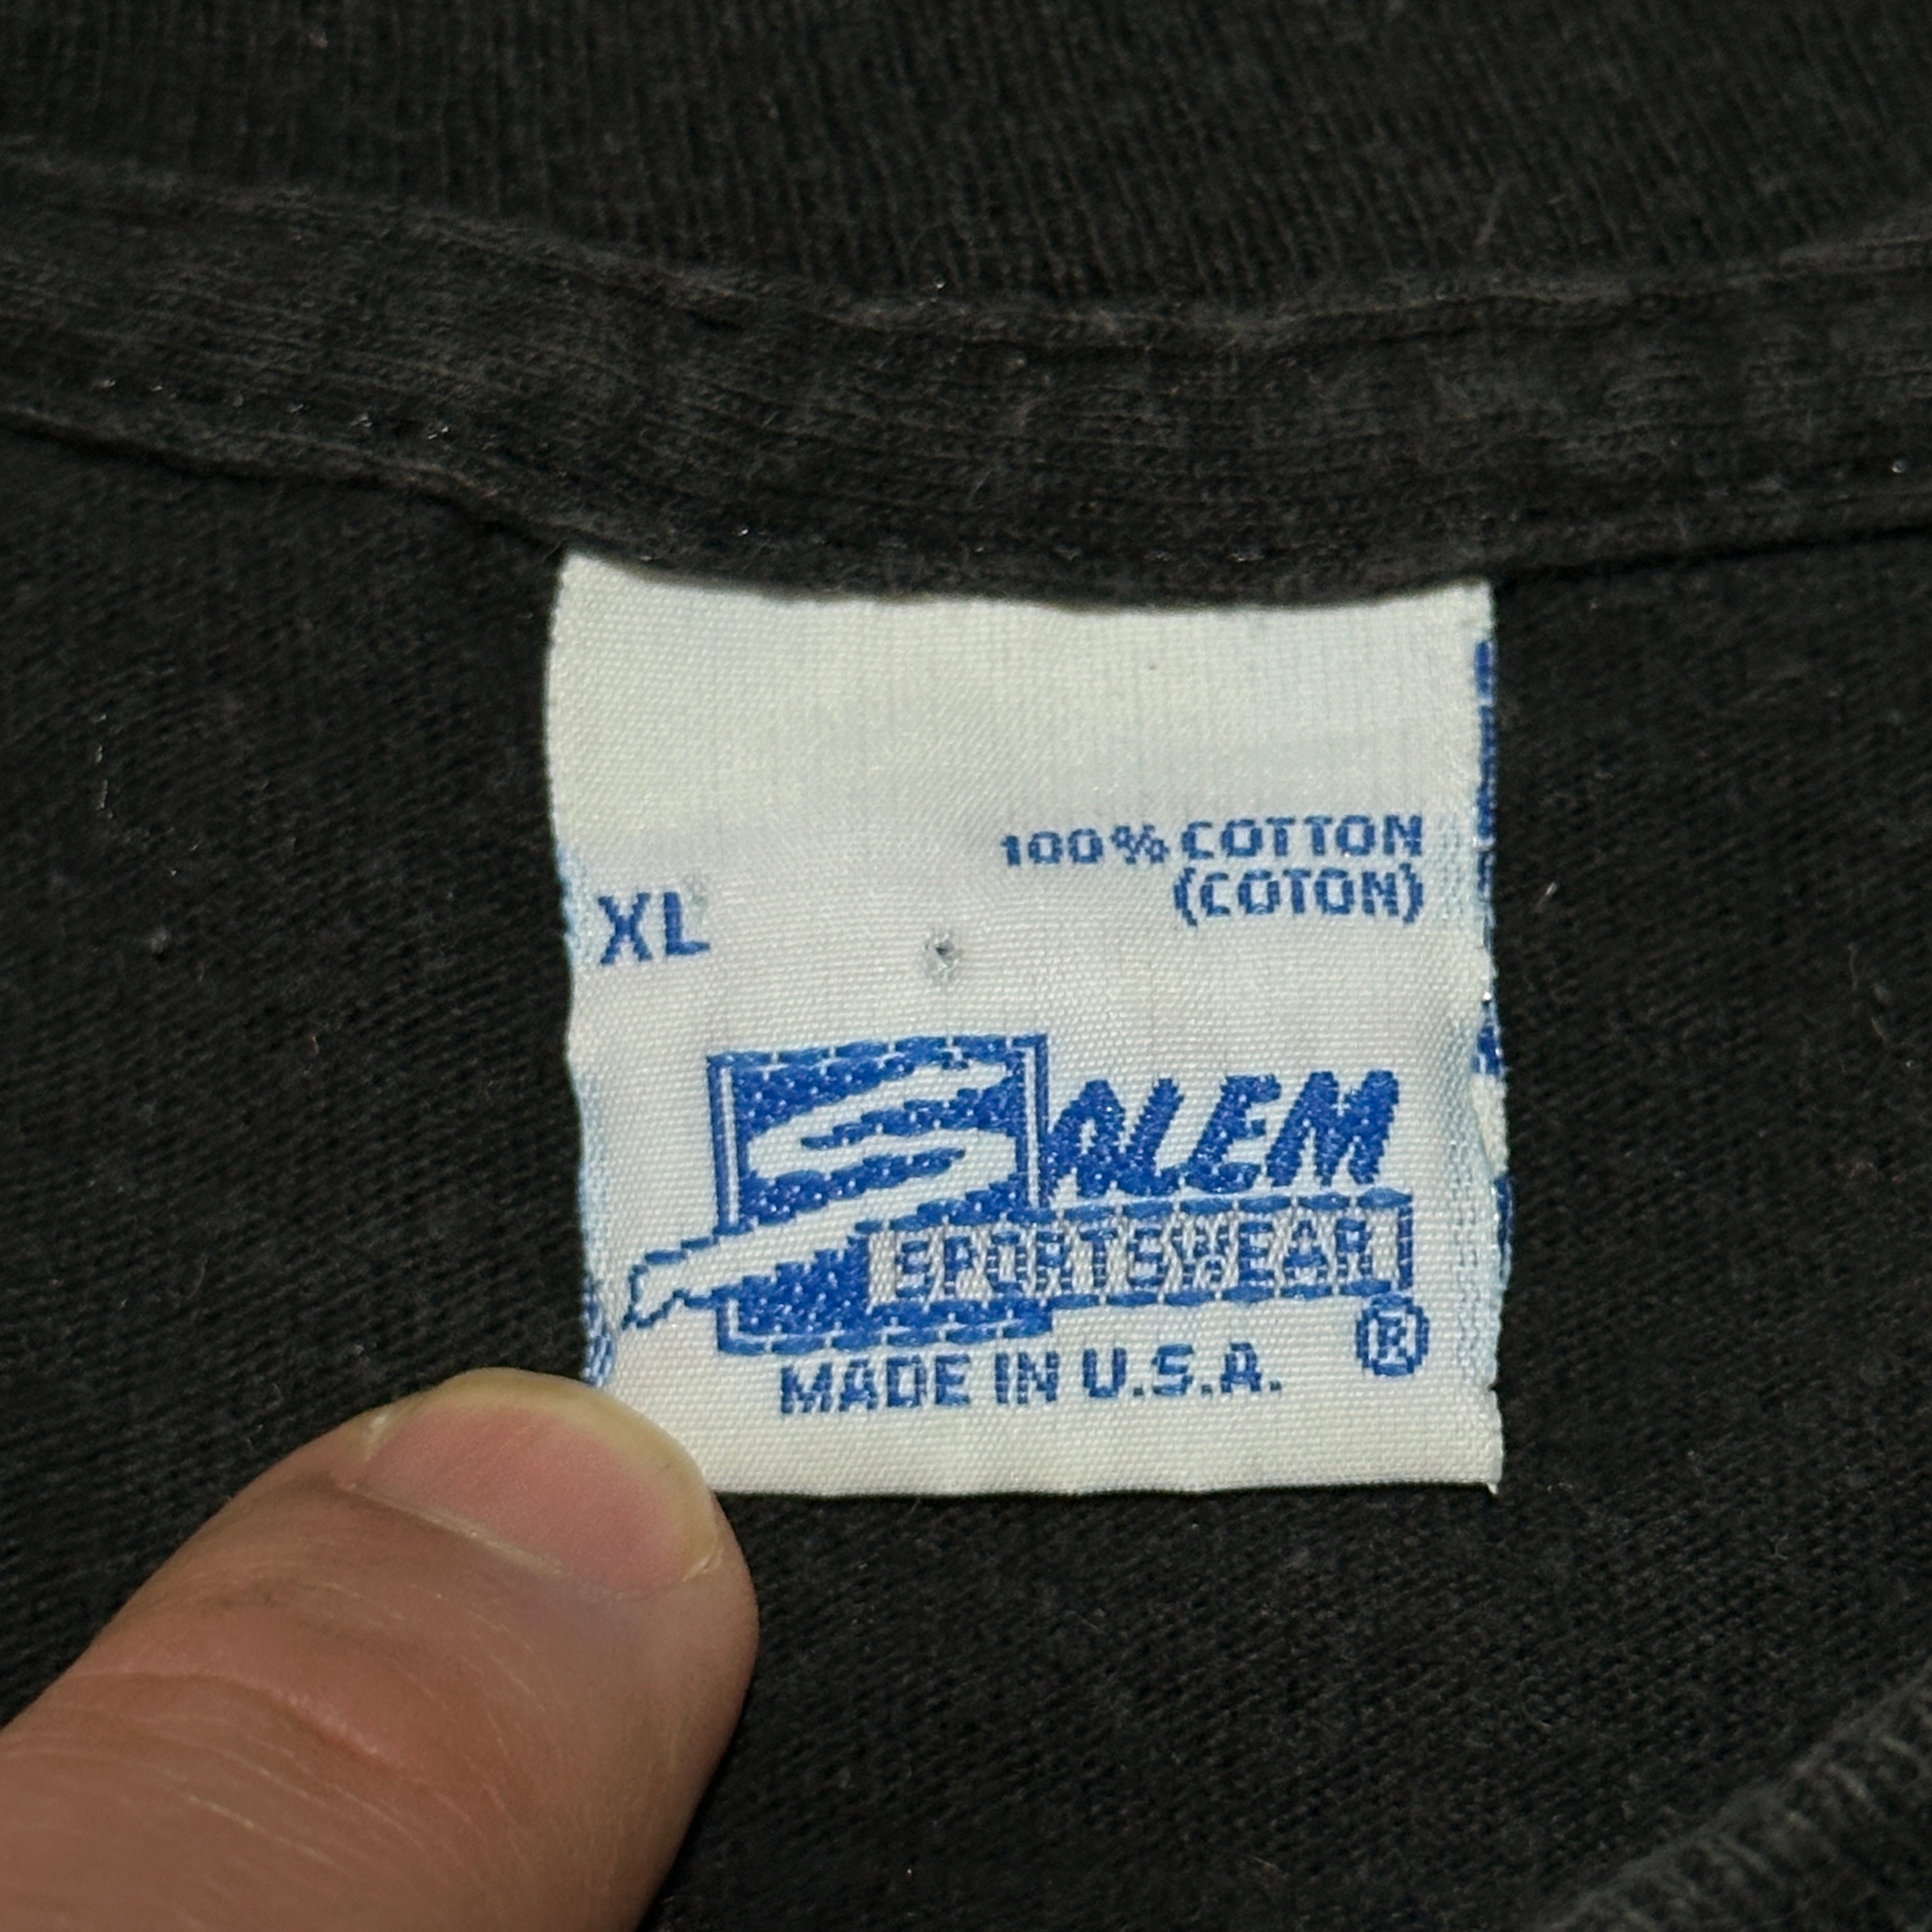 100% COTTON
(COTON)
XL
SALEM
SPORTSWEAR
®
MADE IN U.S.A.